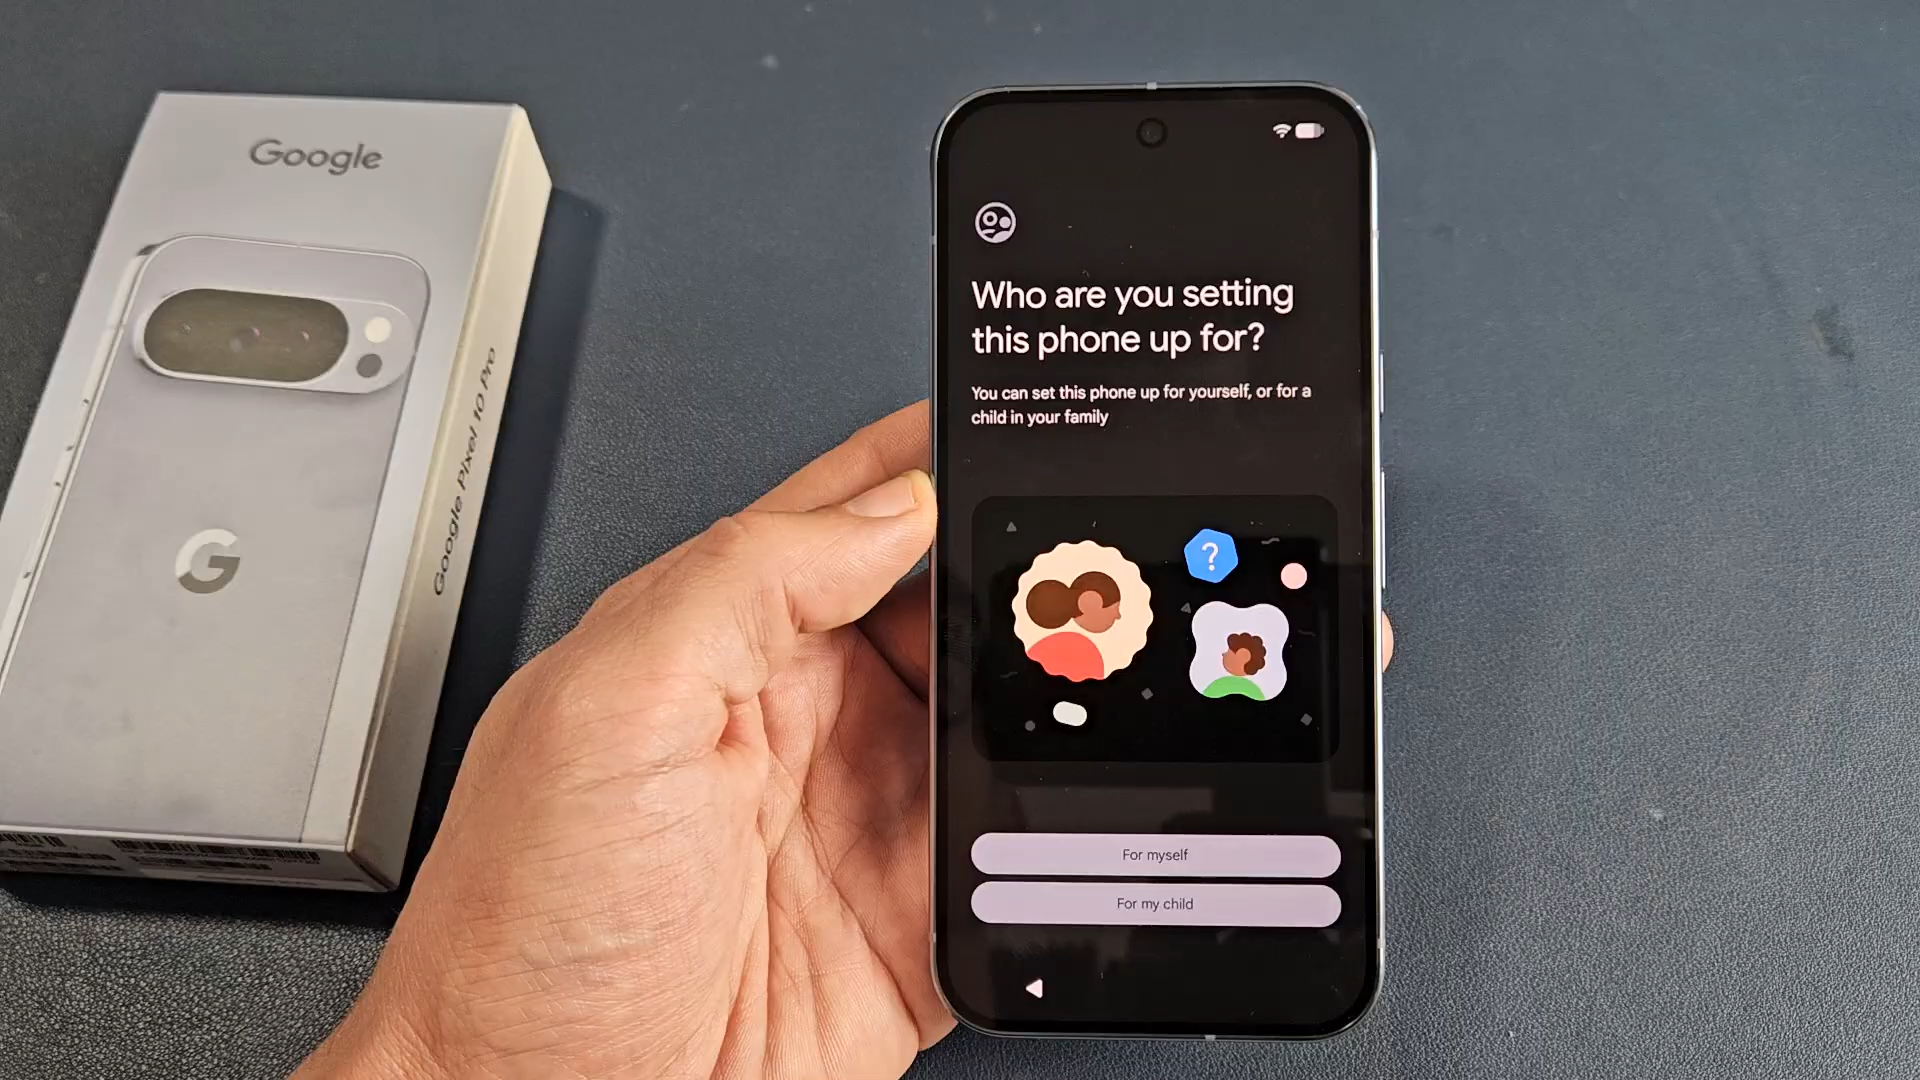 Google
G
Google Pixel 10 Pro
Who are you setting
this phone up for?
You can set this phone up for yourself, or for a
child in your family
?
For myself
For my child